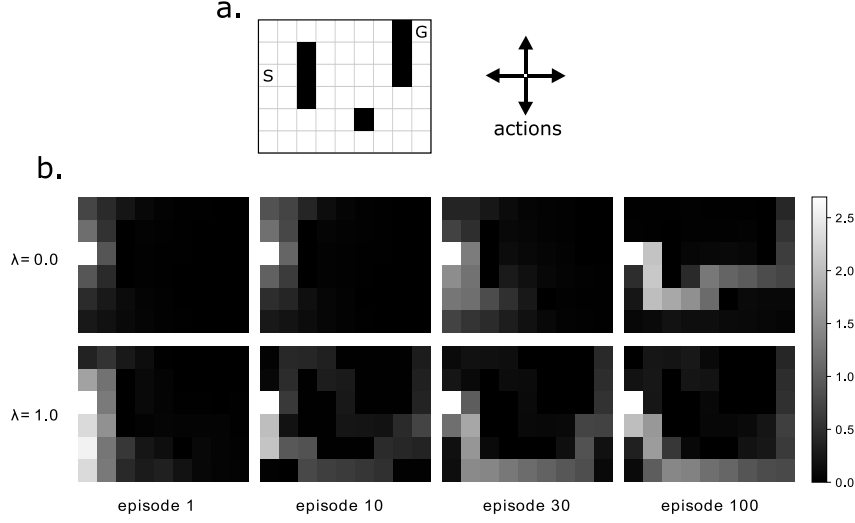 a.
G
S
actions
b.
λ= 0.0
λ= 1.0
2.5
2.0
1.5
1.0
0.5
0.0
episode 1
episode 10
episode 30
episode 100